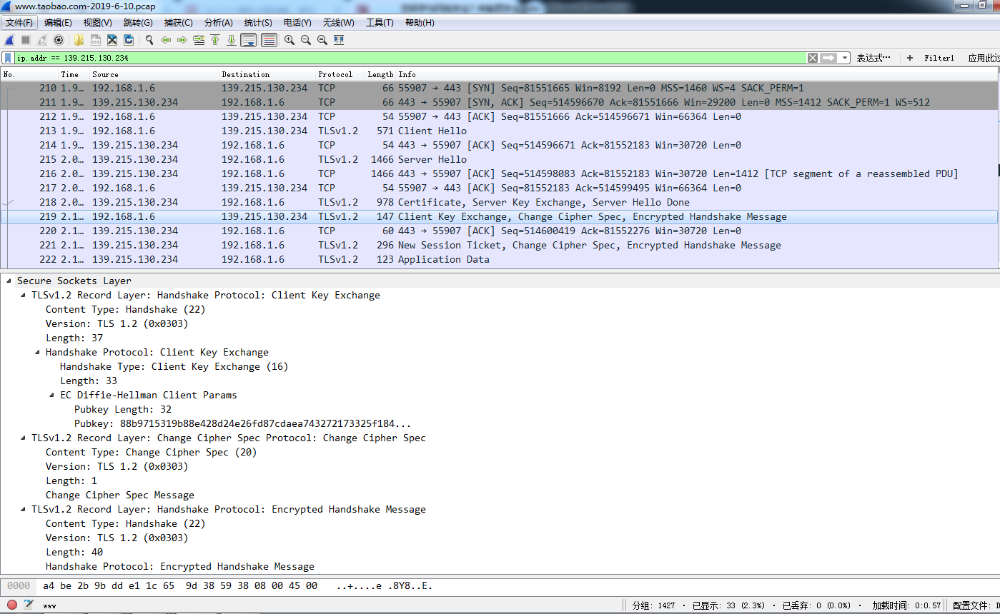 www.taobao.com-2019-6-10.pcap
文件(F) 编辑(E) 视图(V) 跳转(G) 捕获(C) 分析(A) 统计(S) 电话(Y) 无线(W) 工具(T) 帮助(H)
ip.addr == 139.215.130.234 表达式… + Filter1 应用此过
No. Time Source Destination Protocol Length Info
210 1.9… 192.168.1.6 139.215.130.234 TCP 66 55907 → 443 [SYN] Seq=81551665 Win=8192 Len=0 MSS=1460 WS=4 SACK_PERM=1
211 1.9… 139.215.130.234 192.168.1.6 TCP 66 443 → 55907 [SYN, ACK] Seq=514596670 Ack=81551666 Win=29200 Len=0 MSS=1412 SACK_PERM=1 WS=512
212 1.9… 192.168.1.6 139.215.130.234 TCP 54 55907 → 443 [ACK] Seq=81551666 Ack=514596671 Win=66364 Len=0
213 1.9… 192.168.1.6 139.215.130.234 TLSv1.2 571 Client Hello
214 1.9… 139.215.130.234 192.168.1.6 TCP 54 443 → 55907 [ACK] Seq=514596671 Ack=81552183 Win=30720 Len=0
215 2.0… 139.215.130.234 192.168.1.6 TLSv1.2 1466 Server Hello
216 2.0… 139.215.130.234 192.168.1.6 TCP 1466 443 → 55907 [ACK] Seq=514598083 Ack=81552183 Win=30720 Len=1412 [TCP segment of a reassembled PDU]
217 2.0… 192.168.1.6 139.215.130.234 TCP 54 55907 → 443 [ACK] Seq=81552183 Ack=514599495 Win=66364 Len=0
218 2.0… 139.215.130.234 192.168.1.6 TLSv1.2 978 Certificate, Server Key Exchange, Server Hello Done
219 2.1… 192.168.1.6 139.215.130.234 TLSv1.2 147 Client Key Exchange, Change Cipher Spec, Encrypted Handshake Message
220 2.1… 139.215.130.234 192.168.1.6 TCP 60 443 → 55907 [ACK] Seq=514600419 Ack=81552276 Win=30720 Len=0
221 2.1… 139.215.130.234 192.168.1.6 TLSv1.2 296 New Session Ticket, Change Cipher Spec, Encrypted Handshake Message
222 2.1… 139.215.130.234 192.168.1.6 TLSv1.2 123 Application Data
Secure Sockets Layer
TLSv1.2 Record Layer: Handshake Protocol: Client Key Exchange
Content Type: Handshake (22)
Version: TLS 1.2 (0x0303)
Length: 37
Handshake Protocol: Client Key Exchange
Handshake Type: Client Key Exchange (16)
Length: 33
EC Diffie-Hellman Client Params
Pubkey Length: 32
Pubkey: 88b9715319b88e428d24e26fd87cdaea743272173325f184...
TLSv1.2 Record Layer: Change Cipher Spec Protocol: Change Cipher Spec
Content Type: Change Cipher Spec (20)
Version: TLS 1.2 (0x0303)
Length: 1
Change Cipher Spec Message
TLSv1.2 Record Layer: Handshake Protocol: Encrypted Handshake Message
Content Type: Handshake (22)
Version: TLS 1.2 (0x0303)
Length: 40
Handshake Protocol: Encrypted Handshake Message
0000 a4 be 2b 9b dd e1 1c 65 9d 38 59 38 08 00 45 00 ..+....e .8Y8..E.
www 分组: 1427 · 已显示: 33 (2.3%) · 已丢弃: 0 (0.0%) · 加载时间: 0:0.57 配置文件: